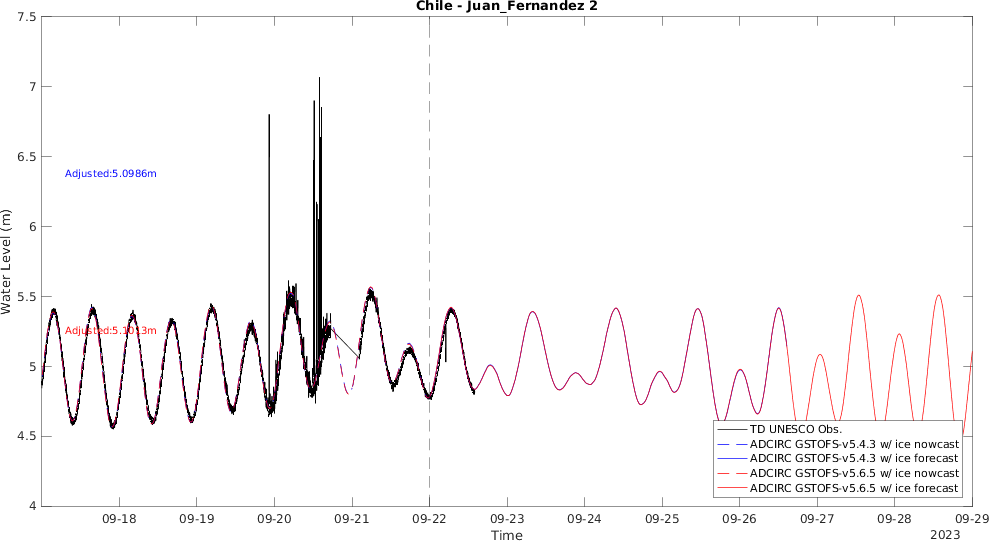 Chile - Juan_Fernandez 2
7.5
7
6.5
6
5.5
5
4.5
4
Water Level (m)
Adjusted:5.0986m
Adjusted:5.1013m
TD UNESCO Obs.
ADCIRC GSTOFS-v5.4.3 w/ ice nowcast
ADCIRC GSTOFS-v5.4.3 w/ ice forecast
ADCIRC GSTOFS-v5.6.5 w/ ice nowcast
ADCIRC GSTOFS-v5.6.5 w/ ice forecast
09-18 09-19 09-20 09-21 09-22 09-23 09-24 09-25 09-26 09-27 09-28 09-29
Time
2023